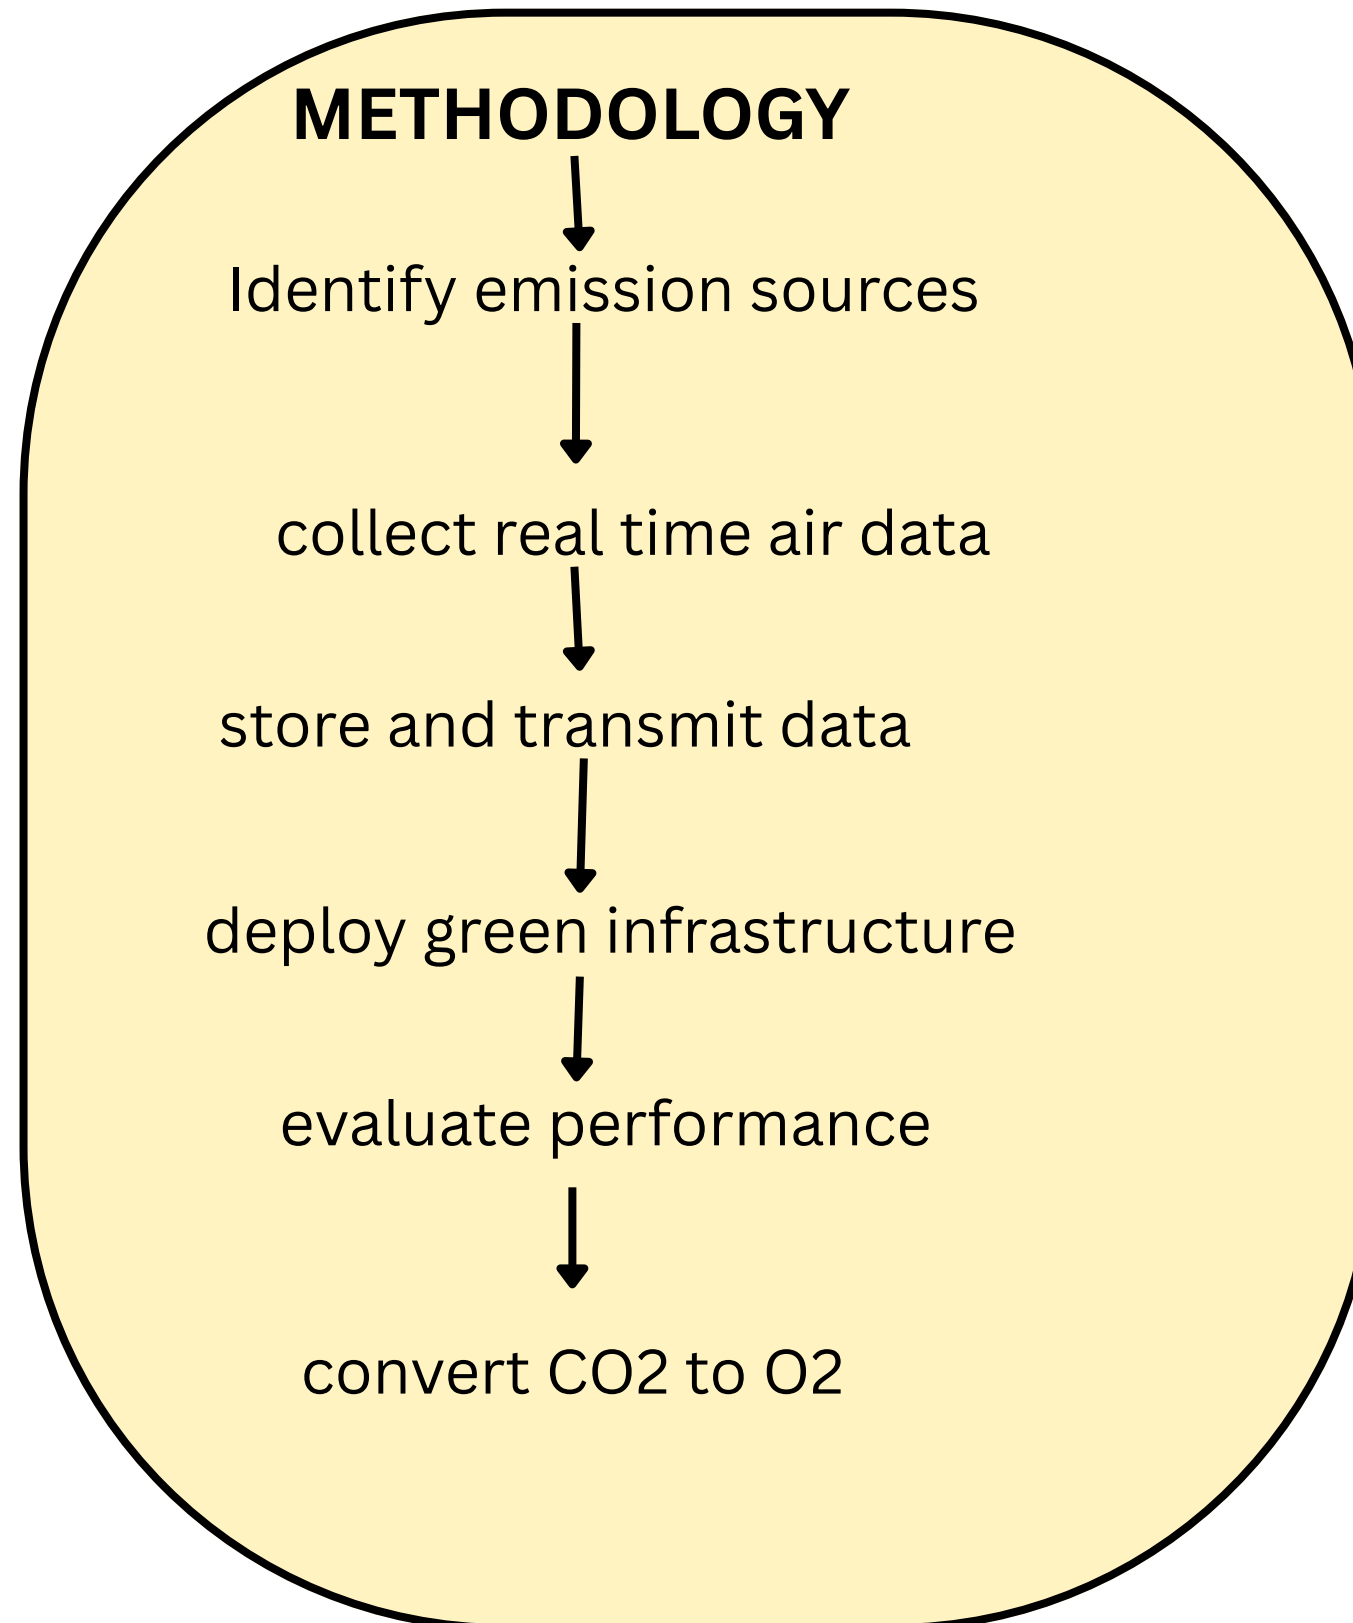 METHODOLOGY
Identify emission sources
collect real time air data
store and transmit data
deploy green infrastructure
evaluate performance
convert CO2 to O2